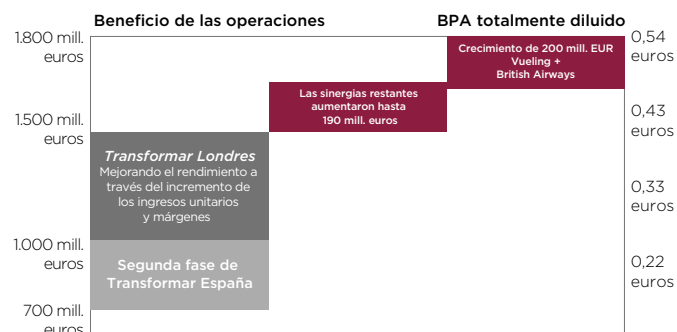 Beneficio de las operaciones
BPA totalmente diluido
1.800 mill.
euros
1.500 mill.
euros
1.000 mill.
euros
700 mill.
euros
Transformar Londres
Mejorando el rendimiento a
través del incremento de
los ingresos unitarios
y márgenes
Segunda fase de
Transformar España
Las sinergias restantes
aumentaron hasta
190 mill. euros
Crecimiento de 200 mill. EUR
Vueling +
British Airways
0,54
euros
0,43
euros
0,33
euros
0,22
euros